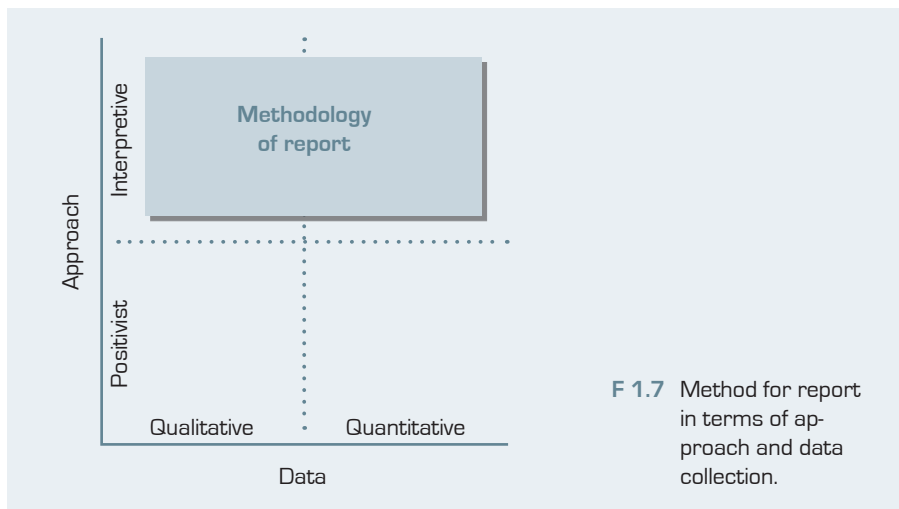 Approach
Interpretive
Positivist
Methodology
of report
Qualitative
Quantitative
Data
F 1.7 Method for report
in terms of ap-
proach and data
collection.